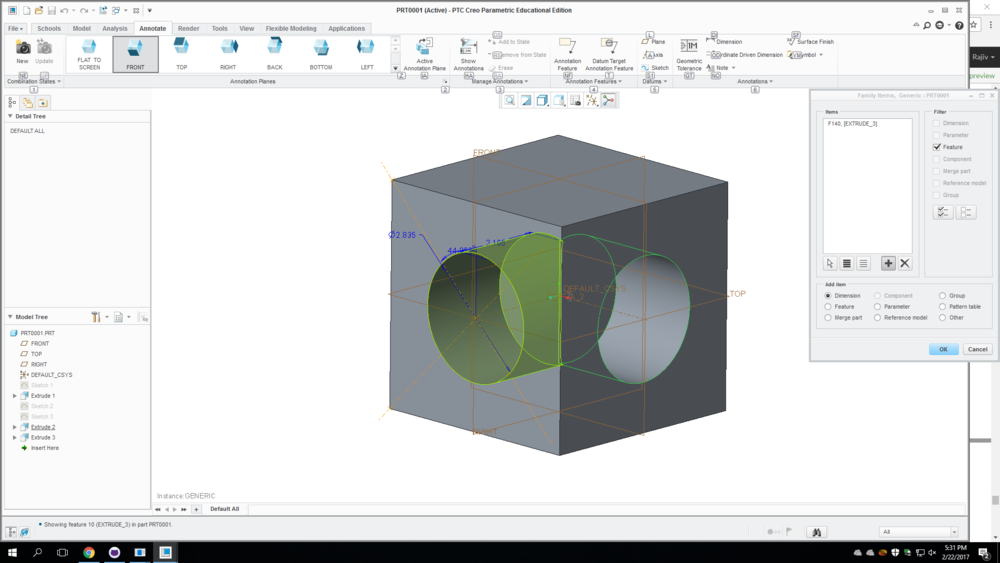 PRT0001 (Active) - PTC Creo Parametric Educational Edition
File
Schools
Model
Analysis
Annotate
Render
Tools
View
Flexible Modeling
Applications
New
Update
FLAT TO SCREEN
FRONT
TOP
RIGHT
BACK
BOTTOM
LEFT
Active Annotation Plane
Show Annotations
Add to State
Remove from State
Erase
Annotation Feature
Datum Target Annotation Feature
Plane
Axis
Sketch
Geometric Tolerance
Dimension
Ordinate Driven Dimension
Note
Surface Finish
Symbol
Combination States
Annotation Planes
Manage Annotations
Annotation Features
Datums
Annotations
Rajiv
preview
Detail Tree
DEFAULT ALL
Model Tree
PRT0001.PRT
FRONT
TOP
RIGHT
DEFAULT_CSYS
Sketch 1
Extrude 1
Sketch 2
Sketch 3
Extrude 2
Extrude 3
Insert Here
FRONT
Ø2.835
DEFAULT_CSYS
TOP
RIGHT
Instance:GENERIC
Default All
Family Items, Generic : PRT0001
Items
F140, [EXTRUDE_3]
Filter
Dimension
Parameter
Feature
Component
Merge part
Reference model
Group
Add Item
Dimension
Component
Group
Feature
Parameter
Pattern table
Merge part
Reference model
Other
OK
Cancel
Showing feature 10 (EXTRUDE_3) in part PRT0001.
All
5:31 PM
2/22/2017